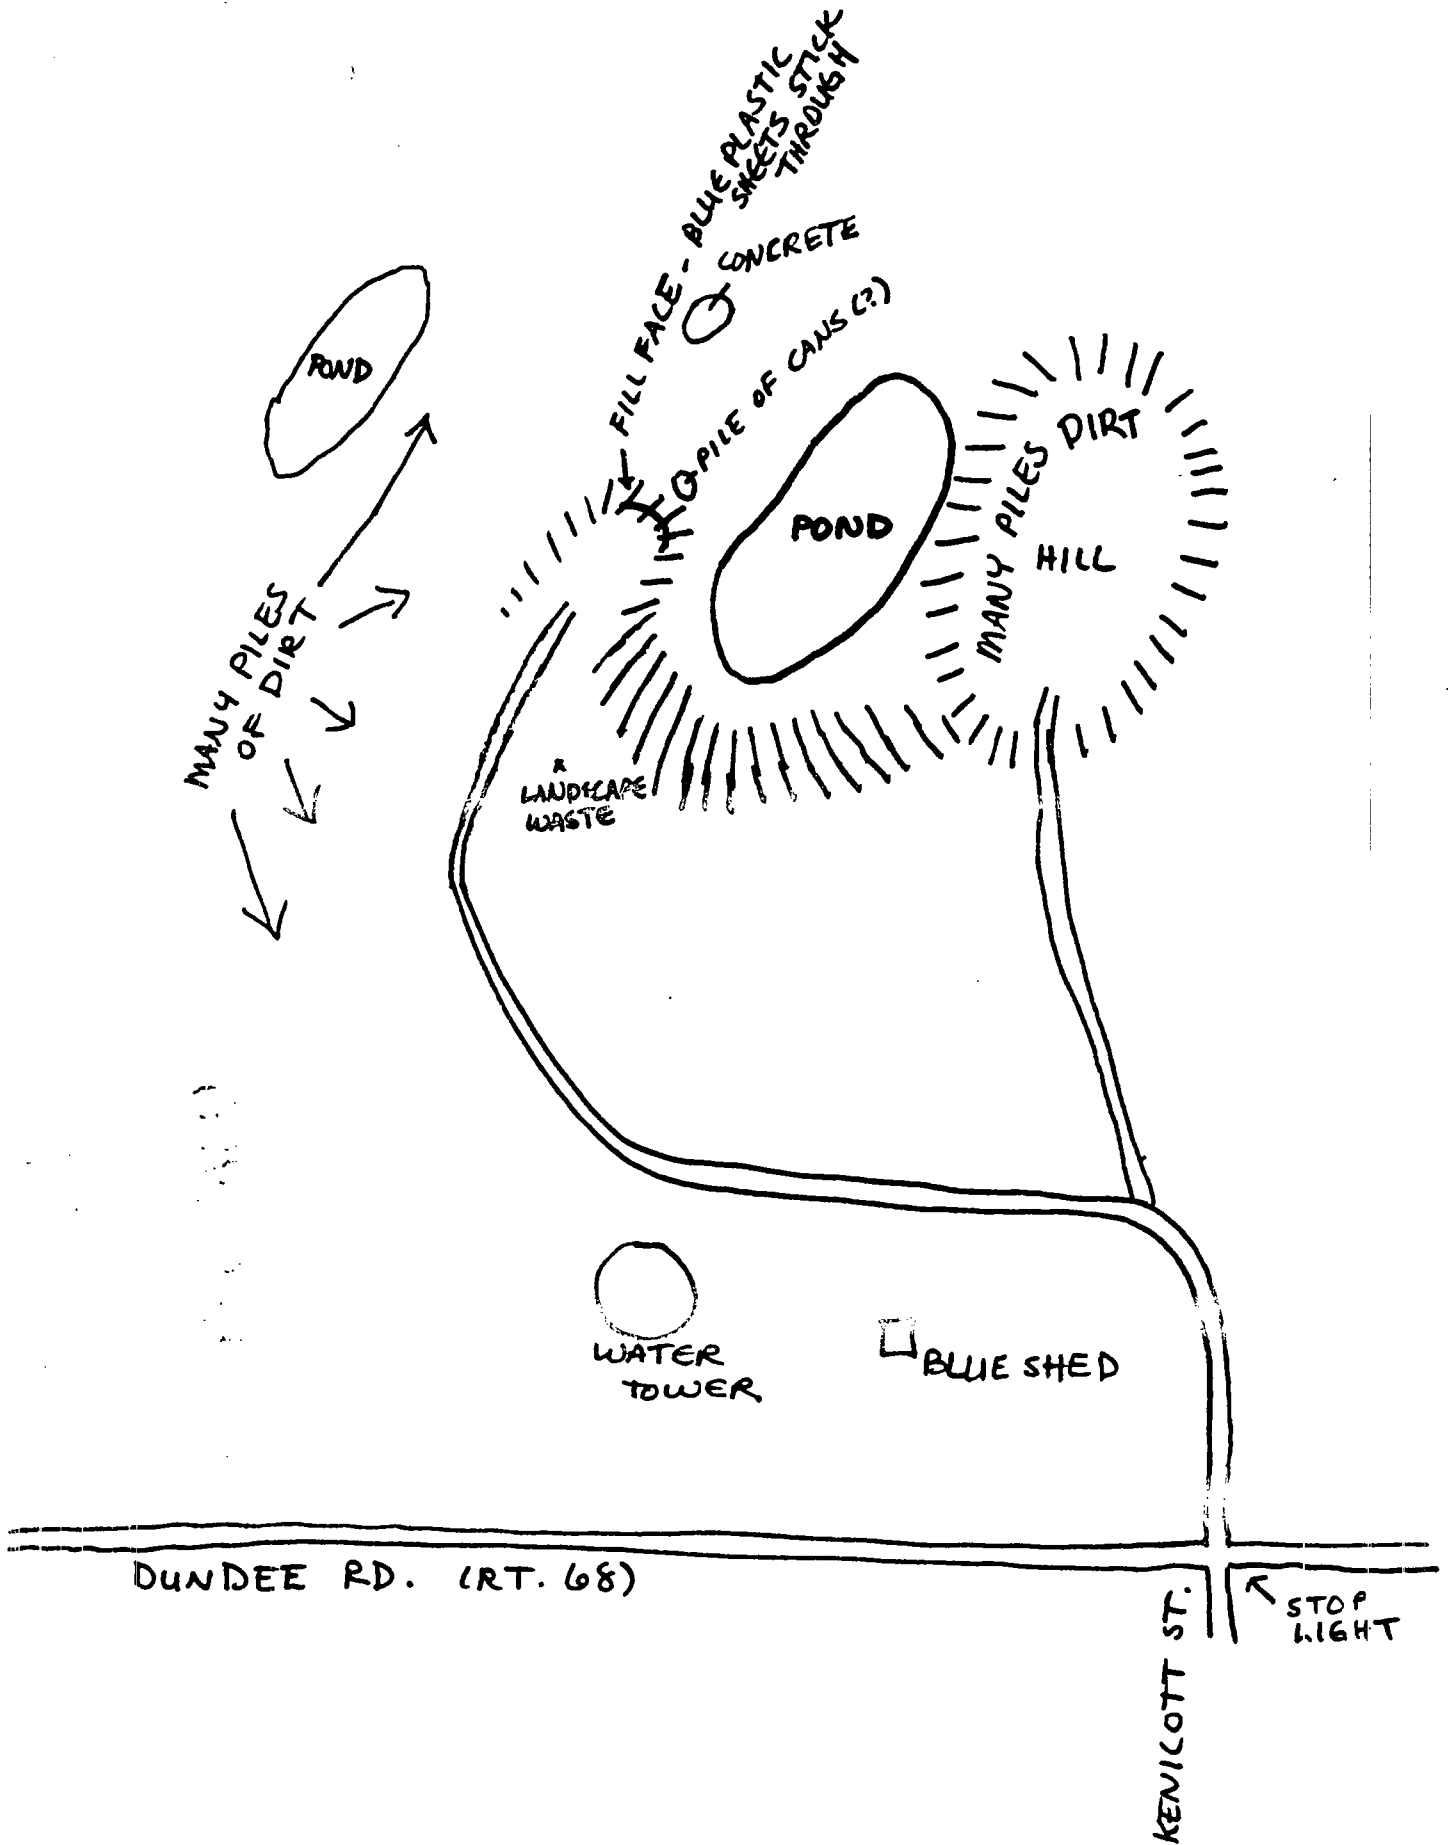 FILL FACE - BLUE PLASTIC
SHEETS STICK
THROUGH
CONCRETE
PILE OF CANS (?)
POND
POND
MANY PILES DIRT
HILL
MANY PILES
OF DIRT
x
LANDSCAPE
WASTE
WATER
TOWER
BLUE SHED
DUNDEE RD. (RT. 68)
STOP
LIGHT
KENICOTT ST.